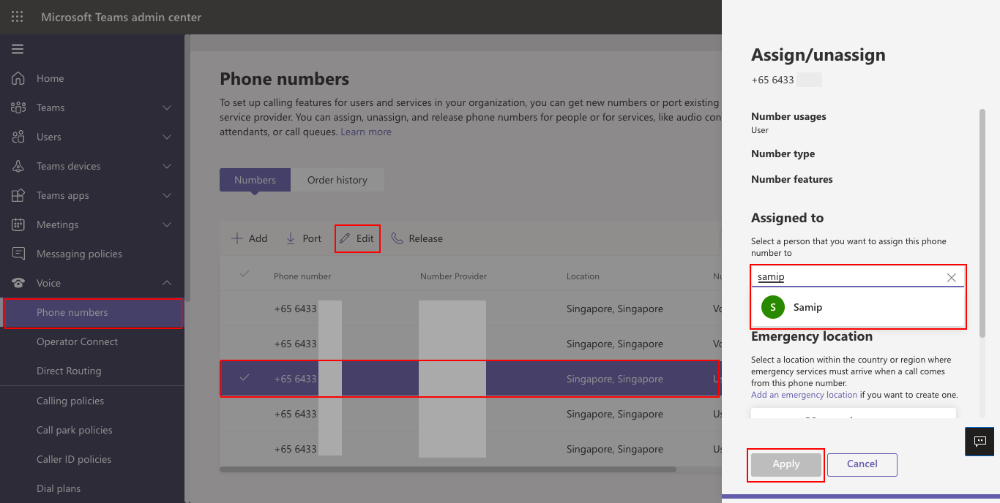 Microsoft Teams admin center
Home
Teams
Users
Teams devices
Teams apps
Meetings
Messaging policies
Voice
Phone numbers
Operator Connect
Direct Routing
Calling policies
Call park policies
Caller ID policies
Dial plans
Phone numbers
To set up calling features for users and services in your organization, you can get new numbers or port existing
service provider. You can assign, unassign, and release phone numbers for people or for services, like audio con
attendants, or call queues. Learn more
Numbers Order history
Add Port Edit Release
Phone number Number Provider Location Nu
+65 6433 Singapore, Singapore Vo
+65 6433 Singapore, Singapore Vo
+65 6433 Singapore, Singapore Us
+65 6433 Singapore, Singapore Us
+65 6433 Singapore, Singapore Us
Assign/unassign
+65 6433
Number usages
User
Number type
Number features
Assigned to
Select a person that you want to assign this phone
number to
samip
S Samip
Emergency location
Select a location within the country or region where
emergency services must arrive when a call comes
from this phone number.
Add an emergency location if you want to create one.
Apply Cancel